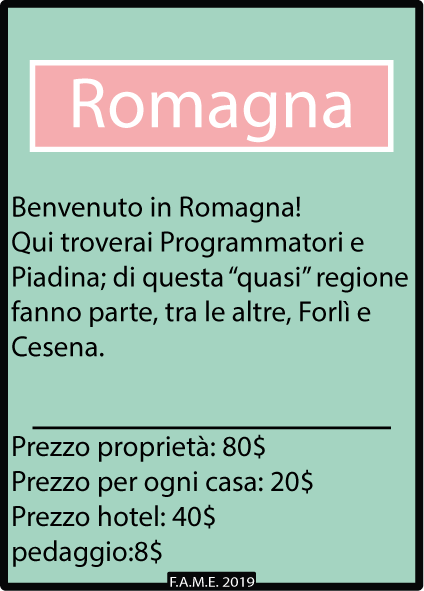 Romagna
Benvenuto in Romagna!
Qui troverai Programmatori e
Piadina; di questa “quasi” regione
fanno parte, tra le altre, Forlì e
Cesena.
Prezzo proprietà: 80$
Prezzo per ogni casa: 20$
Prezzo hotel: 40$
pedaggio:8$
F.A.M.E. 2019